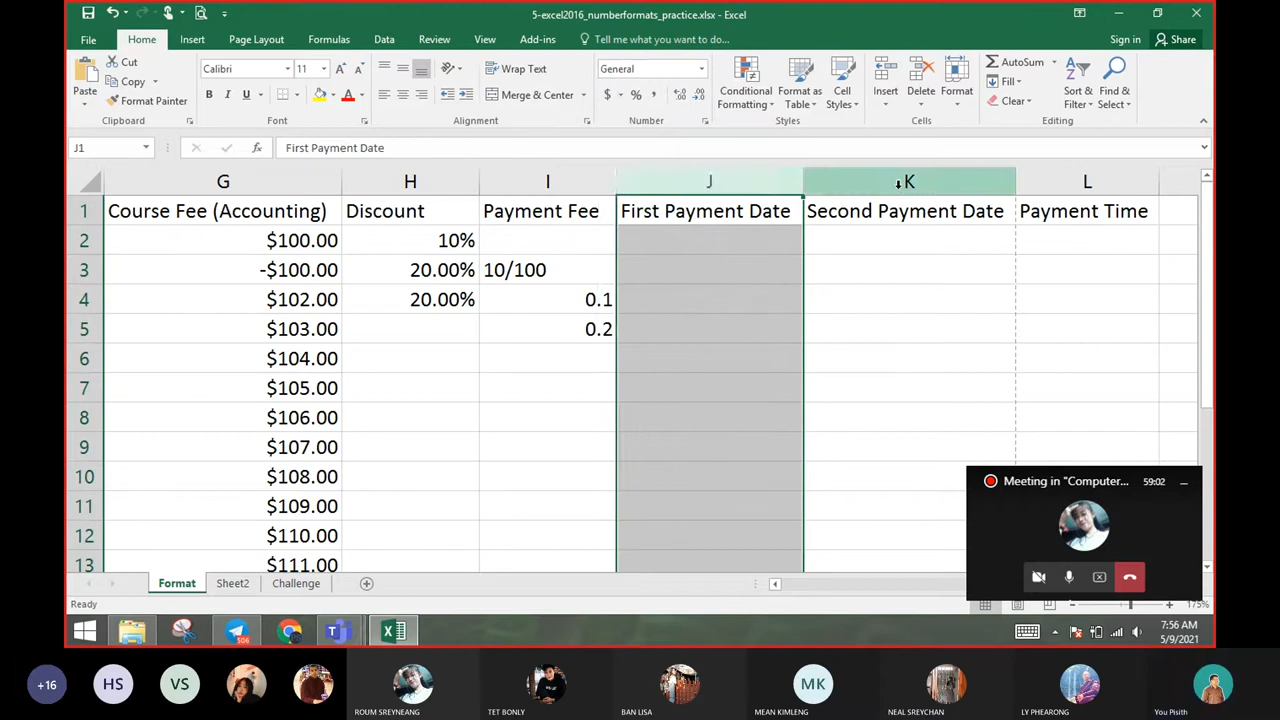 5-excel2016_numberformats_practice.xlsx - Excel
File Home Insert Page Layout Formulas Data Review View Add-ins Tell me what you want to do... Sign in Share
Paste Cut Copy Format Painter
Calibri 11
B I U
Wrap Text
Merge & Center
General
$ % ,
Conditional Formatting Format as Table Cell Styles
Insert Delete Format
AutoSum Fill Clear
Sort & Filter Find & Select
Clipboard Font Alignment Number Styles Cells Editing
J1 fx First Payment Date
G H I J K L
1 Course Fee (Accounting) Discount Payment Fee First Payment Date Second Payment Date Payment Time
2 $100.00 10%
3 -$100.00 20.00% 10/100
4 $102.00 20.00% 0.1
5 $103.00 0.2
6 $104.00
7 $105.00
8 $106.00
9 $107.00
10 $108.00
11 $109.00
12 $110.00
13 $111.00
Meeting in "Computer... 59:02
Format Sheet2 Challenge
Ready 175%
506
7:56 AM
5/9/2021
+16 HS VS MK
ROUM SREYNEANG TET BONLY BAN LISA MEAN KIMLENG NEAL SREYCHAN LY PHEARONG You Pisith